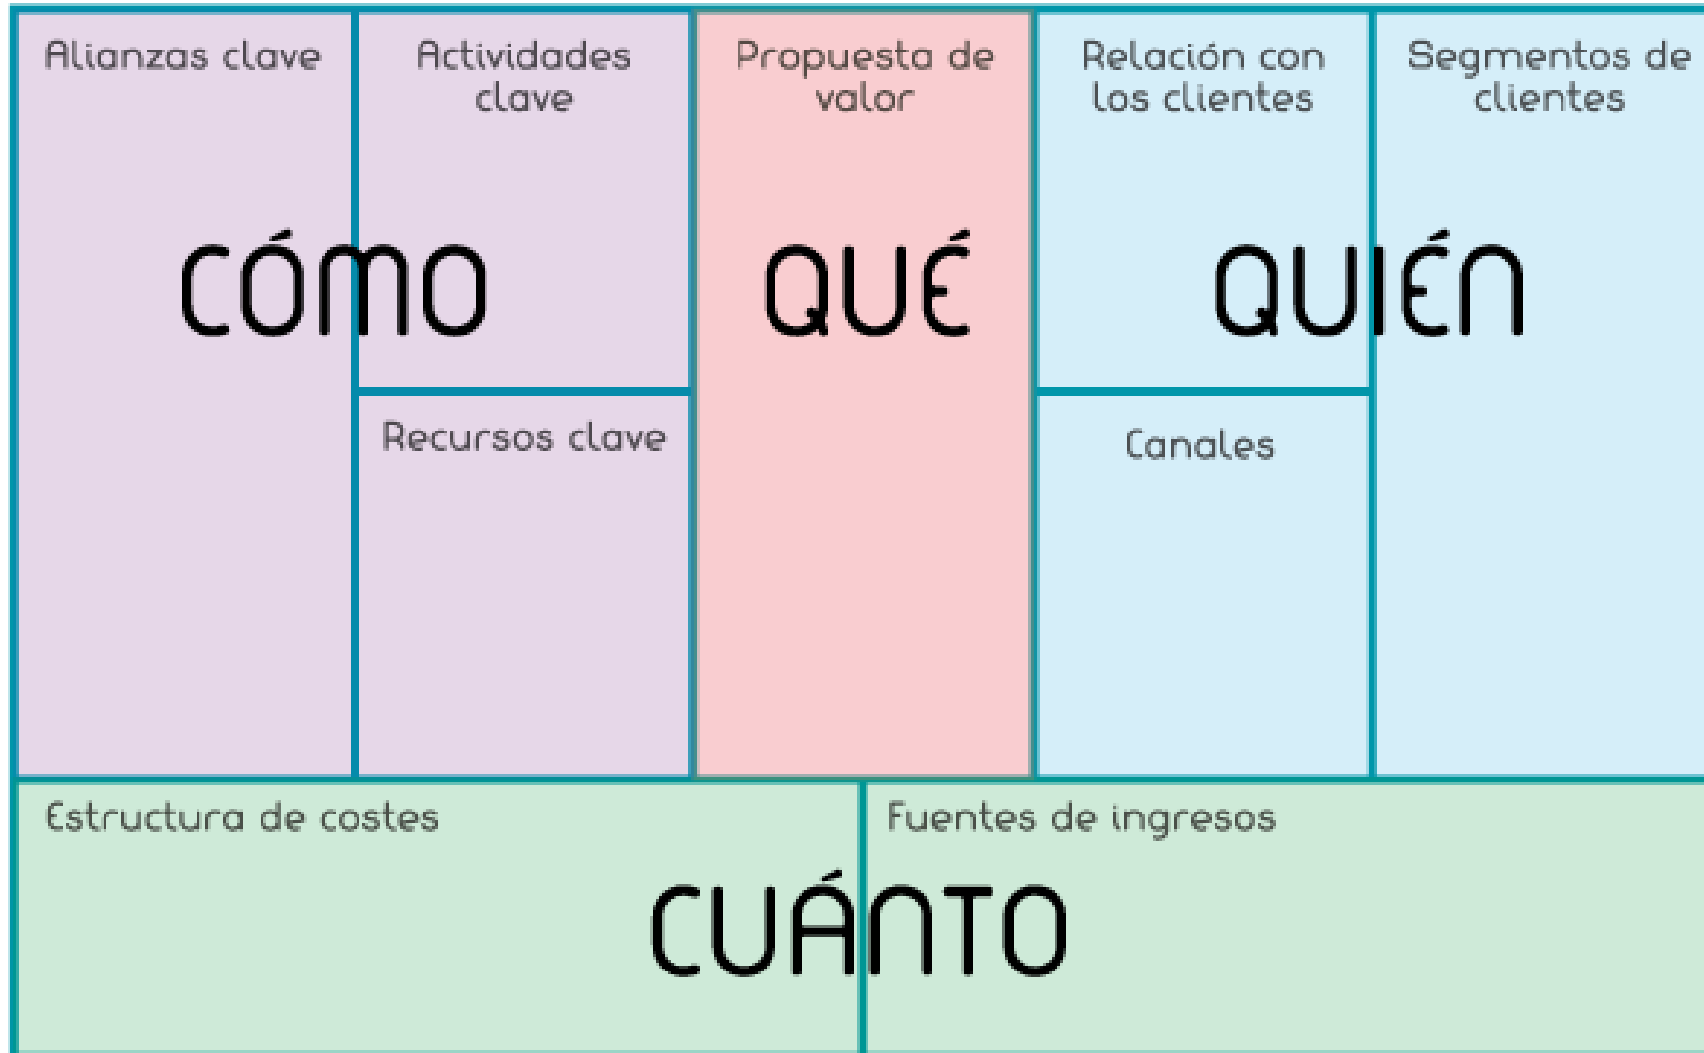 Alianzas clave
Actividades
clave
Propuesta de
valor
Relación con
los clientes
Segmentos de
clientes
CÓMO
QUÉ
QUIÉN
Recursos clave
Canales
Estructura de costes
Fuentes de ingresos
CUÁNTO